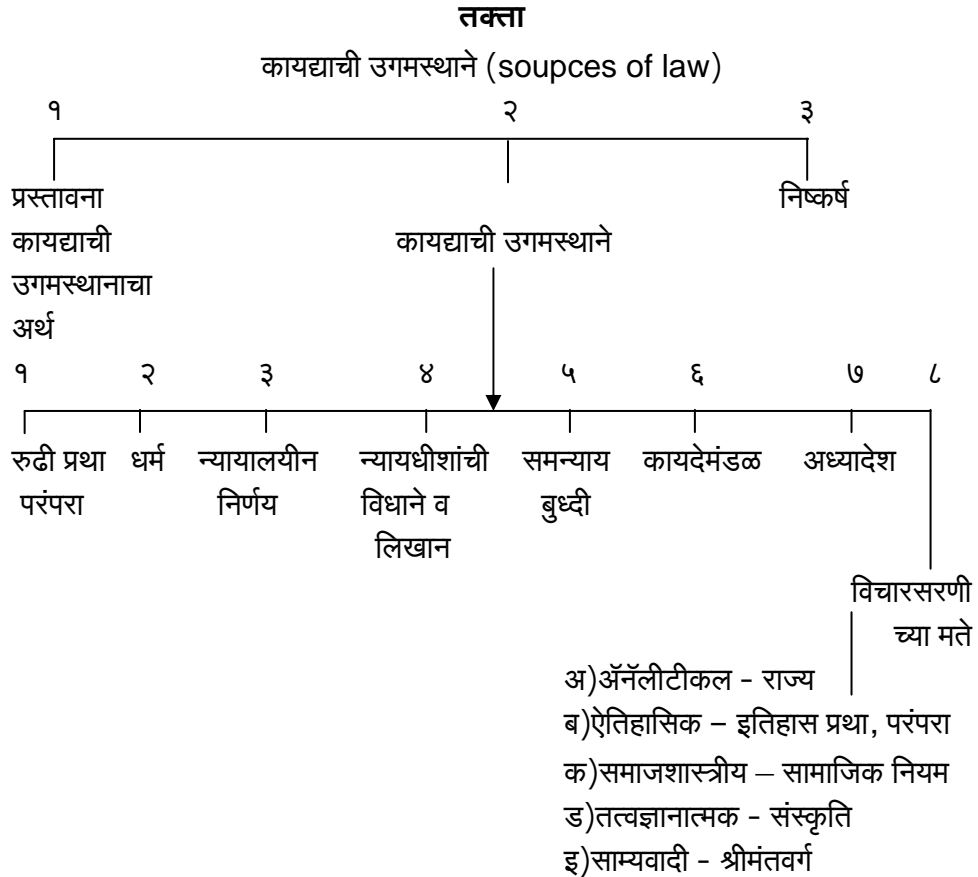 तक्ता
कायद्याची उगमस्थाने (soupces of law)
१ २ ३
प्रस्तावना निष्कर्ष
कायद्याची कायद्याची उगमस्थाने
उगमस्थानाचा
अर्थ
१ २ ३ ४ ५ ६ ७ ८
रुढी प्रथा धर्म न्यायालयीन न्यायधीशांची समन्याय कायदेमंडळ अध्यादेश
परंपरा निर्णय विधाने व बुध्दी
लिखान
विचारसरणी
च्या मते
अ)ॲनॅलीटीकल - राज्य
ब)ऐतिहासिक – इतिहास प्रथा, परंपरा
क)समाजशास्त्रीय – सामाजिक नियम
ड)तत्वज्ञानात्मक - संस्कृति
इ)साम्यवादी - श्रीमंतवर्ग